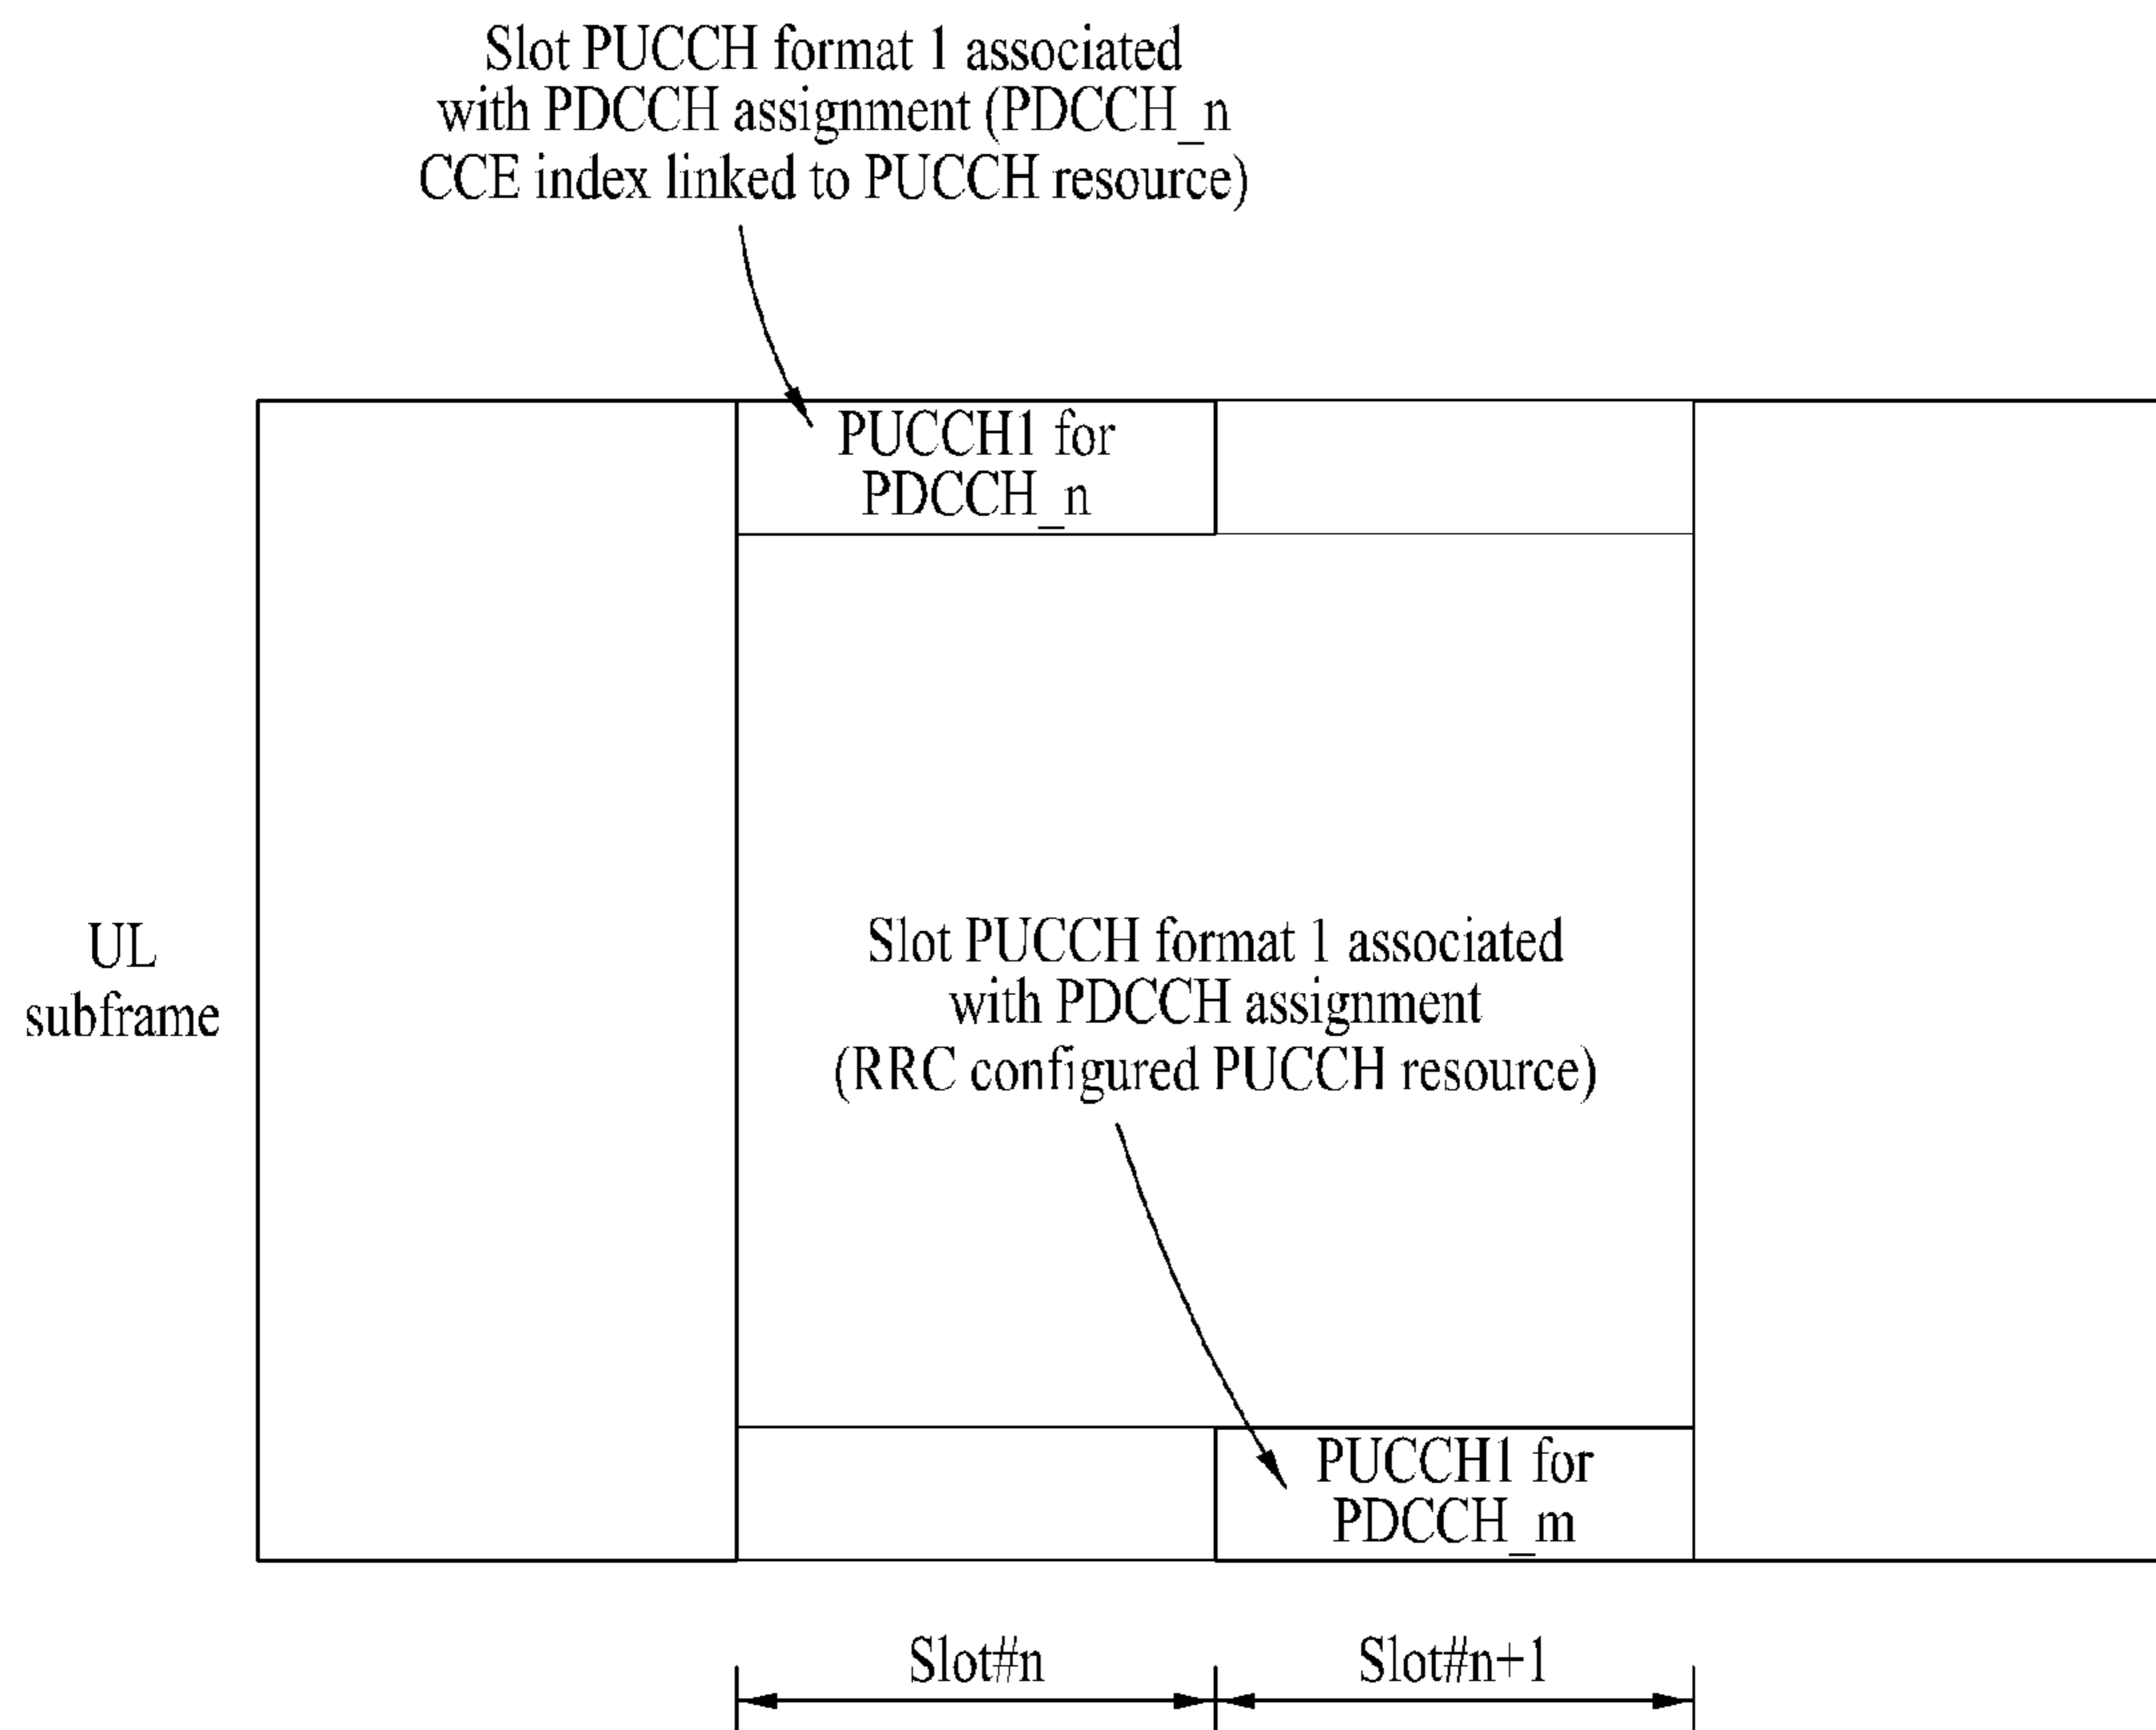 Slot PUCCH format 1 associated
with PDCCH assignment (PDCCH_n
CCE index linked to PUCCH resource)
PUCCH1 for
PDCCH_n
UL
subframe
Slot PUCCH format 1 associated
with PDCCH assignment
(RRC configured PUCCH resource)
PUCCH1 for
PDCCH_m
Slot#n
Slot#n+1